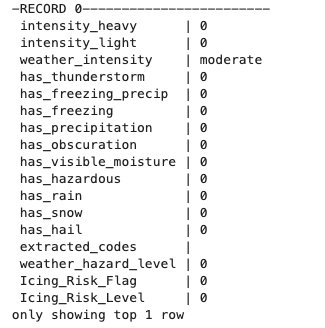 -RECORD 0------------------------
intensity_heavy | 0
intensity_light | 0
weather_intensity | moderate
has_thunderstorm | 0
has_freezing_precip | 0
has_freezing | 0
has_precipitation | 0
has_obscuration | 0
has_visible_moisture | 0
has_hazardous | 0
has_rain | 0
has_snow | 0
has_hail | 0
extracted_codes |
weather_hazard_level | 0
Icing_Risk_Flag | 0
Icing_Risk_Level | 0
only showing top 1 row